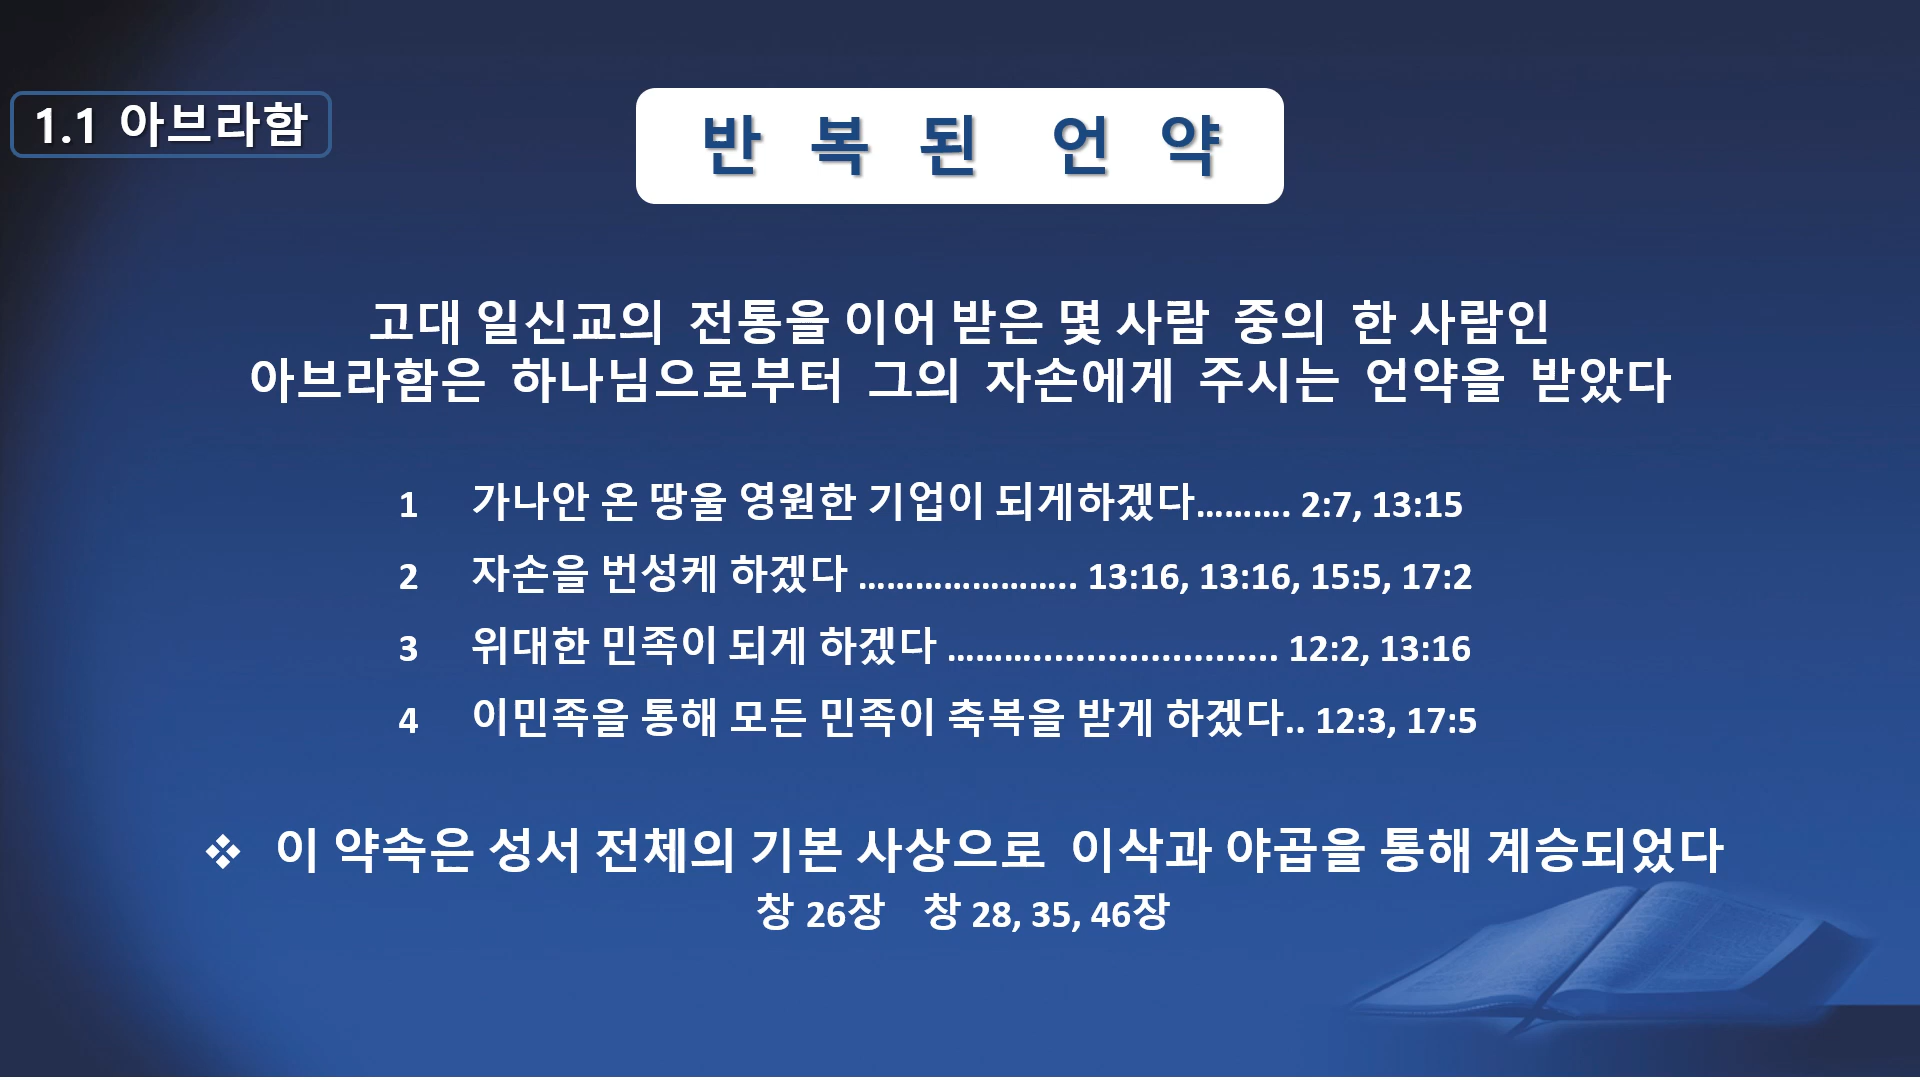 1.1 아브라함
반 복 된 언 약
고대 일신교의 전통을 이어 받은 몇 사람 중의 한 사람인
아브라함은 하나님으로부터 그의 자손에게 주시는 언약을 받았다
1 가나안 온 땅울 영원한 기업이 되게하겠다………. 2:7, 13:15
2 자손을 번성케 하겠다 ………………….. 13:16, 13:16, 15:5, 17:2
3 위대한 민족이 되게 하겠다 ………............................ 12:2, 13:16
4 이민족을 통해 모든 민족이 축복을 받게 하겠다.. 12:3, 17:5
❖ 이 약속은 성서 전체의 기본 사상으로 이삭과 야곱을 통해 계승되었다
창 26장 창 28, 35, 46장